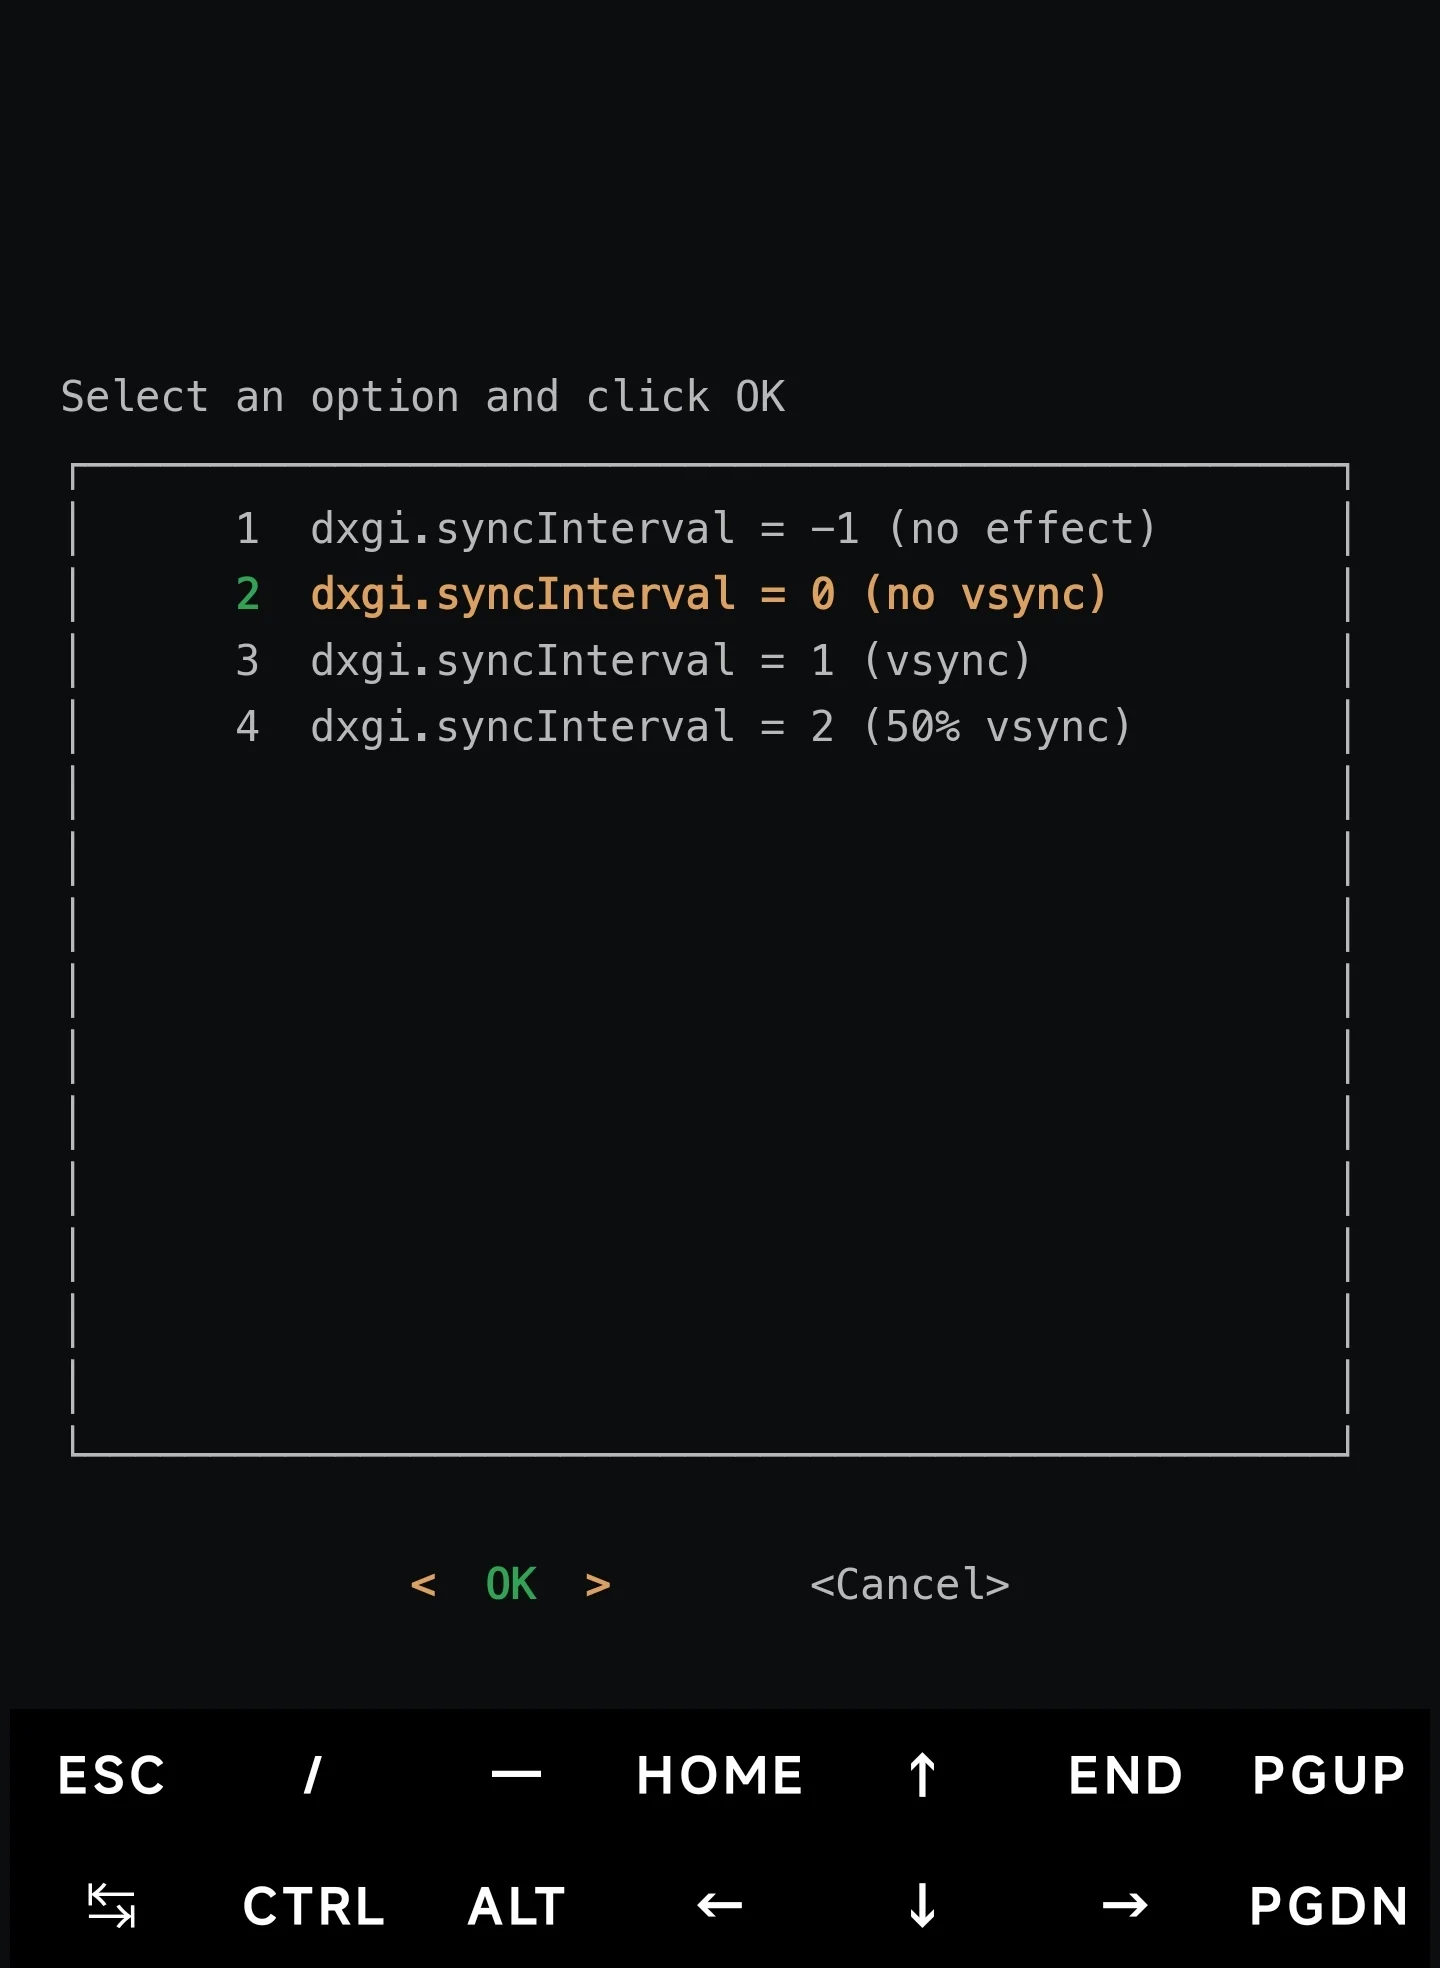 Select an option and click OK
1 dxgi.syncInterval = -1 (no effect)
2 dxgi.syncInterval = 0 (no vsync)
3 dxgi.syncInterval = 1 (vsync)
4 dxgi.syncInterval = 2 (50% vsync)
< OK > <Cancel>
ESC / — HOME ↑ END PGUP
↹ CTRL ALT ← ↓ → PGDN